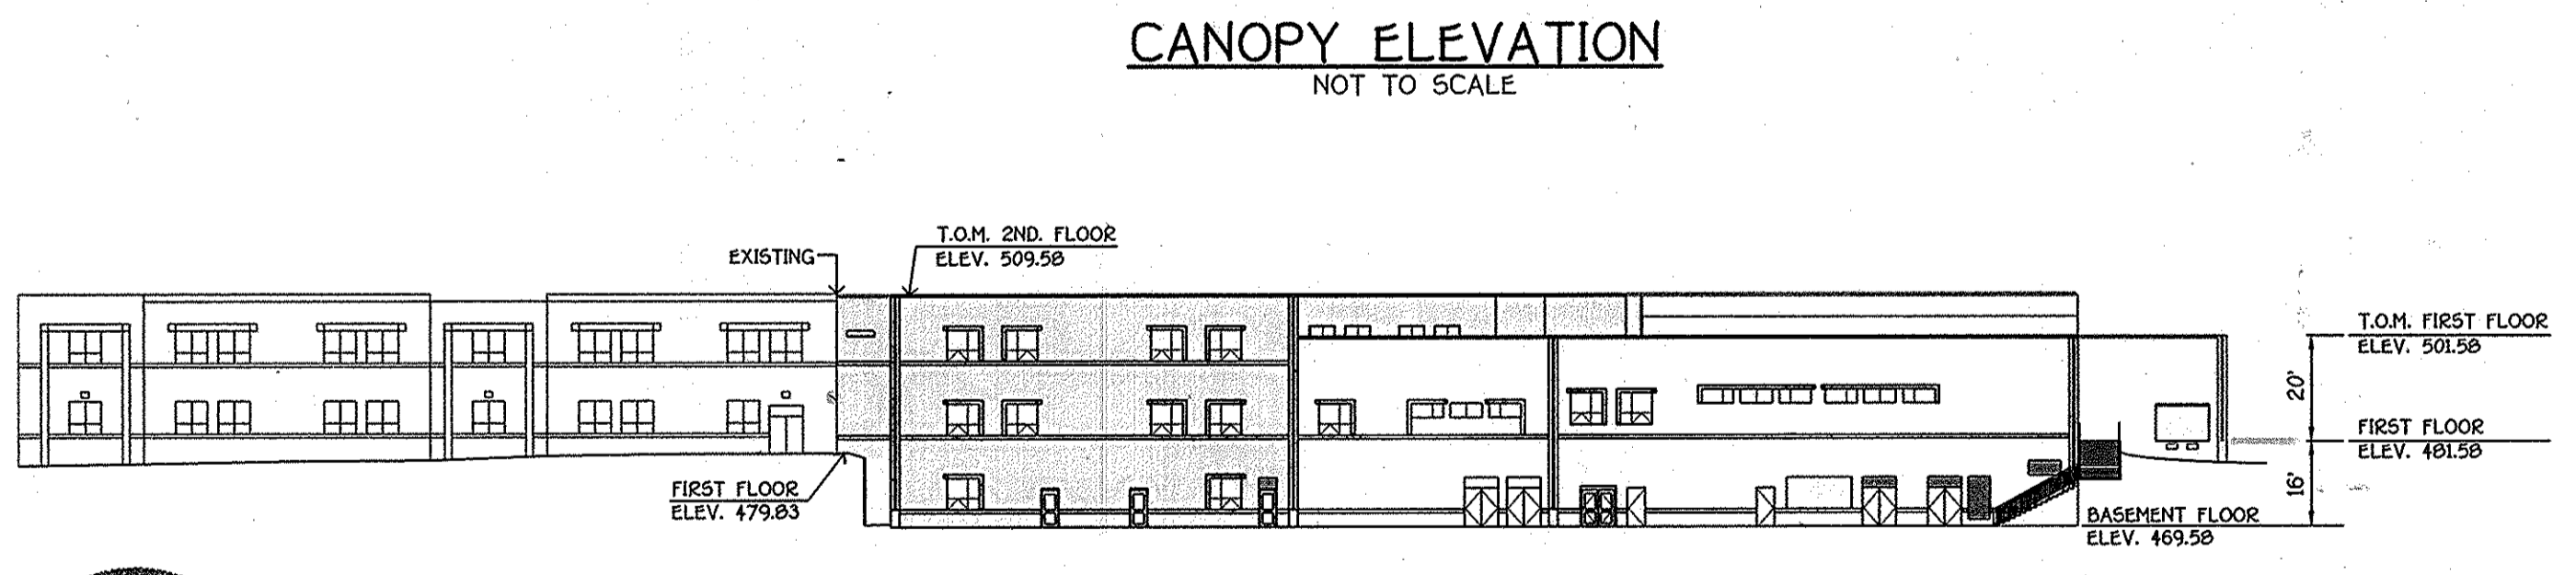 CANOPY ELEVATION
NOT TO SCALE
T.O.M. 2ND. FLOOR
ELEV. 509.58
EXISTING
T.O.M. FIRST FLOOR
ELEV. 501.58
20'
FIRST FLOOR
ELEV. 481.58
16'
FIRST FLOOR
ELEV. 479.83
BASEMENT FLOOR
ELEV. 469.58